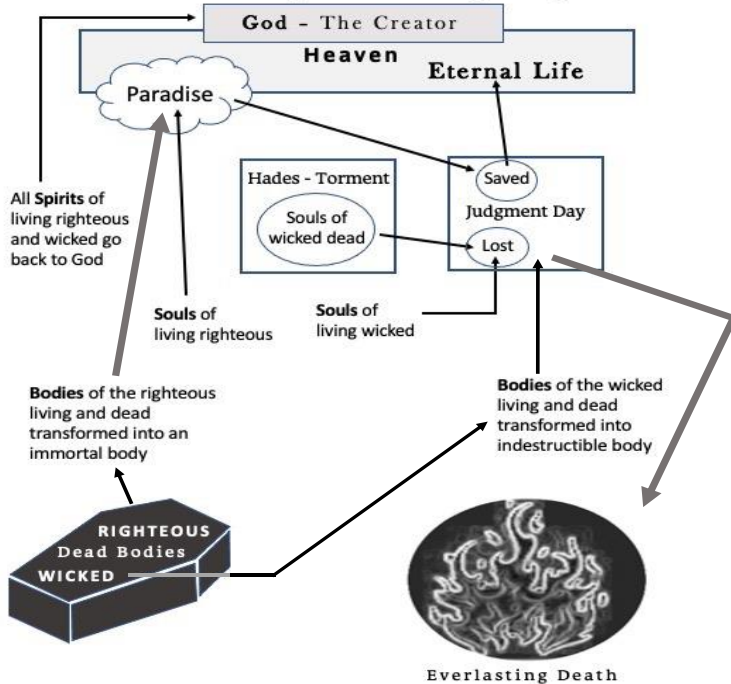 God – The Creator
Heaven
Eternal Life
Paradise
Hades - Torment
Souls of
wicked dead
Saved
Judgment Day
Lost
All Spirits of
living righteous
and wicked go
back to God
Souls of
living righteous
Souls of
living wicked
Bodies of the righteous
living and dead
transformed into an
immortal body
Bodies of the wicked
living and dead
transformed into
indestructible body
RIGHTEOUS
Dead Bodies
WICKED
Everlasting Death